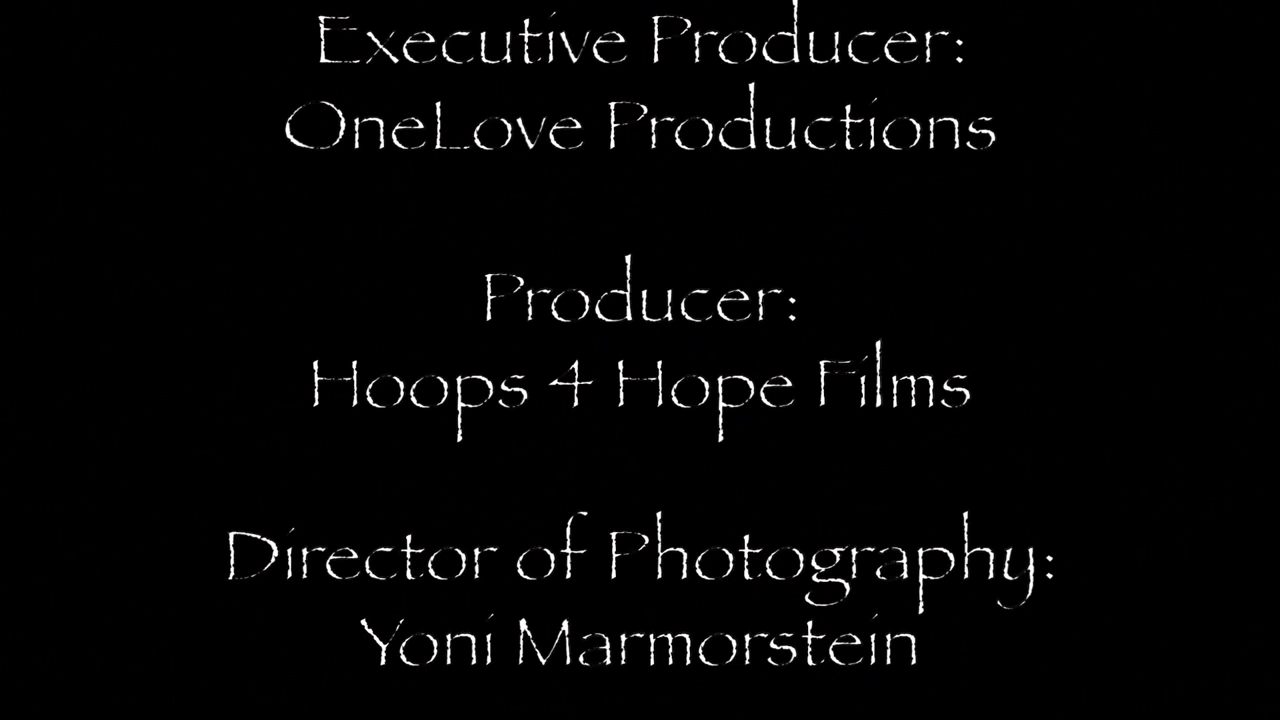 Executive Producer:
OneLove Productions
Producer:
Hoops 4 Hope Films
Director of Photography:
Yoni Marmorstein